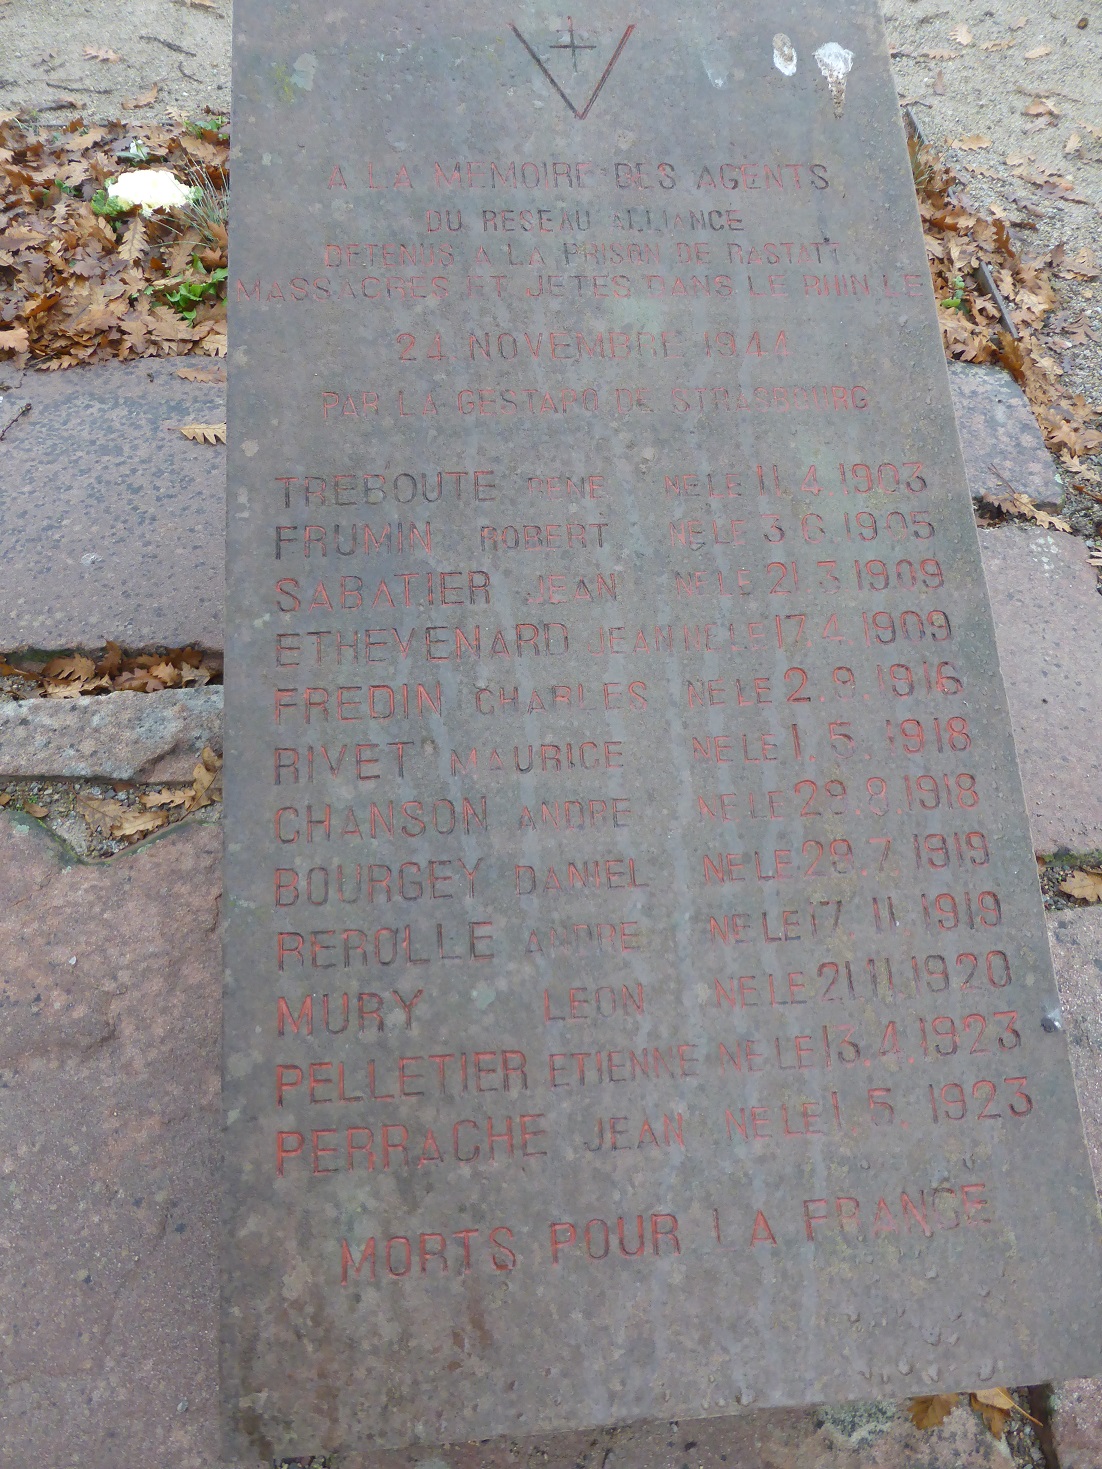 A LA MEMOIRE DES AGENTS
DU RESEAU ALLIANCE
DETENUS A LA PRISON DE RASTATT
MASSACRES ET JETES DANS LE RHIN LE
24 NOVEMBRE 1944
PAR LA GESTAPO DE STRASBOURG
TREBOUTE RENE NE LE 11.4.1903
FRUMIN ROBERT NE LE 3.6.1905
SABATIER JEAN NE LE 21.3.1909
ETHEVENARD JEAN NE LE 17.4.1909
FREDIN CHARLES NE LE 2.9.1916
RIVET MAURICE NE LE 1.5.1918
CHANSON ANDRE NE LE 29.8.1918
BOURGEY DANIEL NE LE 29.7.1919
REROLLE ANDRE NE LE 17.11.1919
MURY LEON NE LE 21.11.1920
PELLETIER ETIENNE NE LE 13.4.1923
PERRACHE JEAN NE LE 1.5.1923
MORTS POUR LA FRANCE